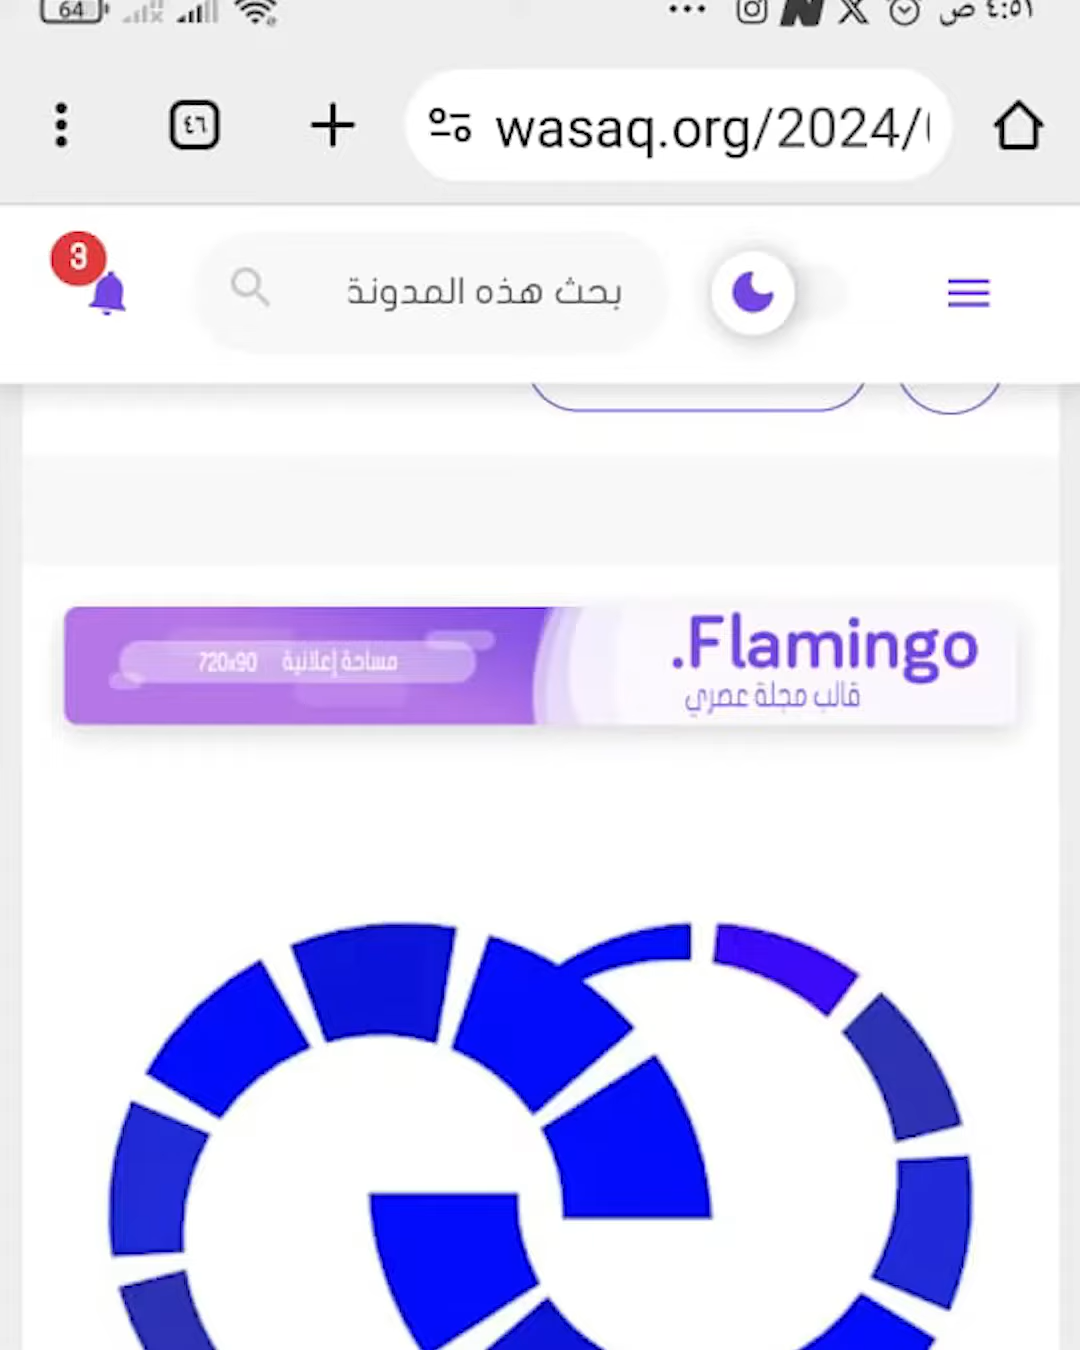 64
٤:٥١ ص
٤٦
wasaq.org/2024/
3
بحث هذه المدونة
Flamingo.
قالب مجلة عصري
مساحة إعلانية 720x90